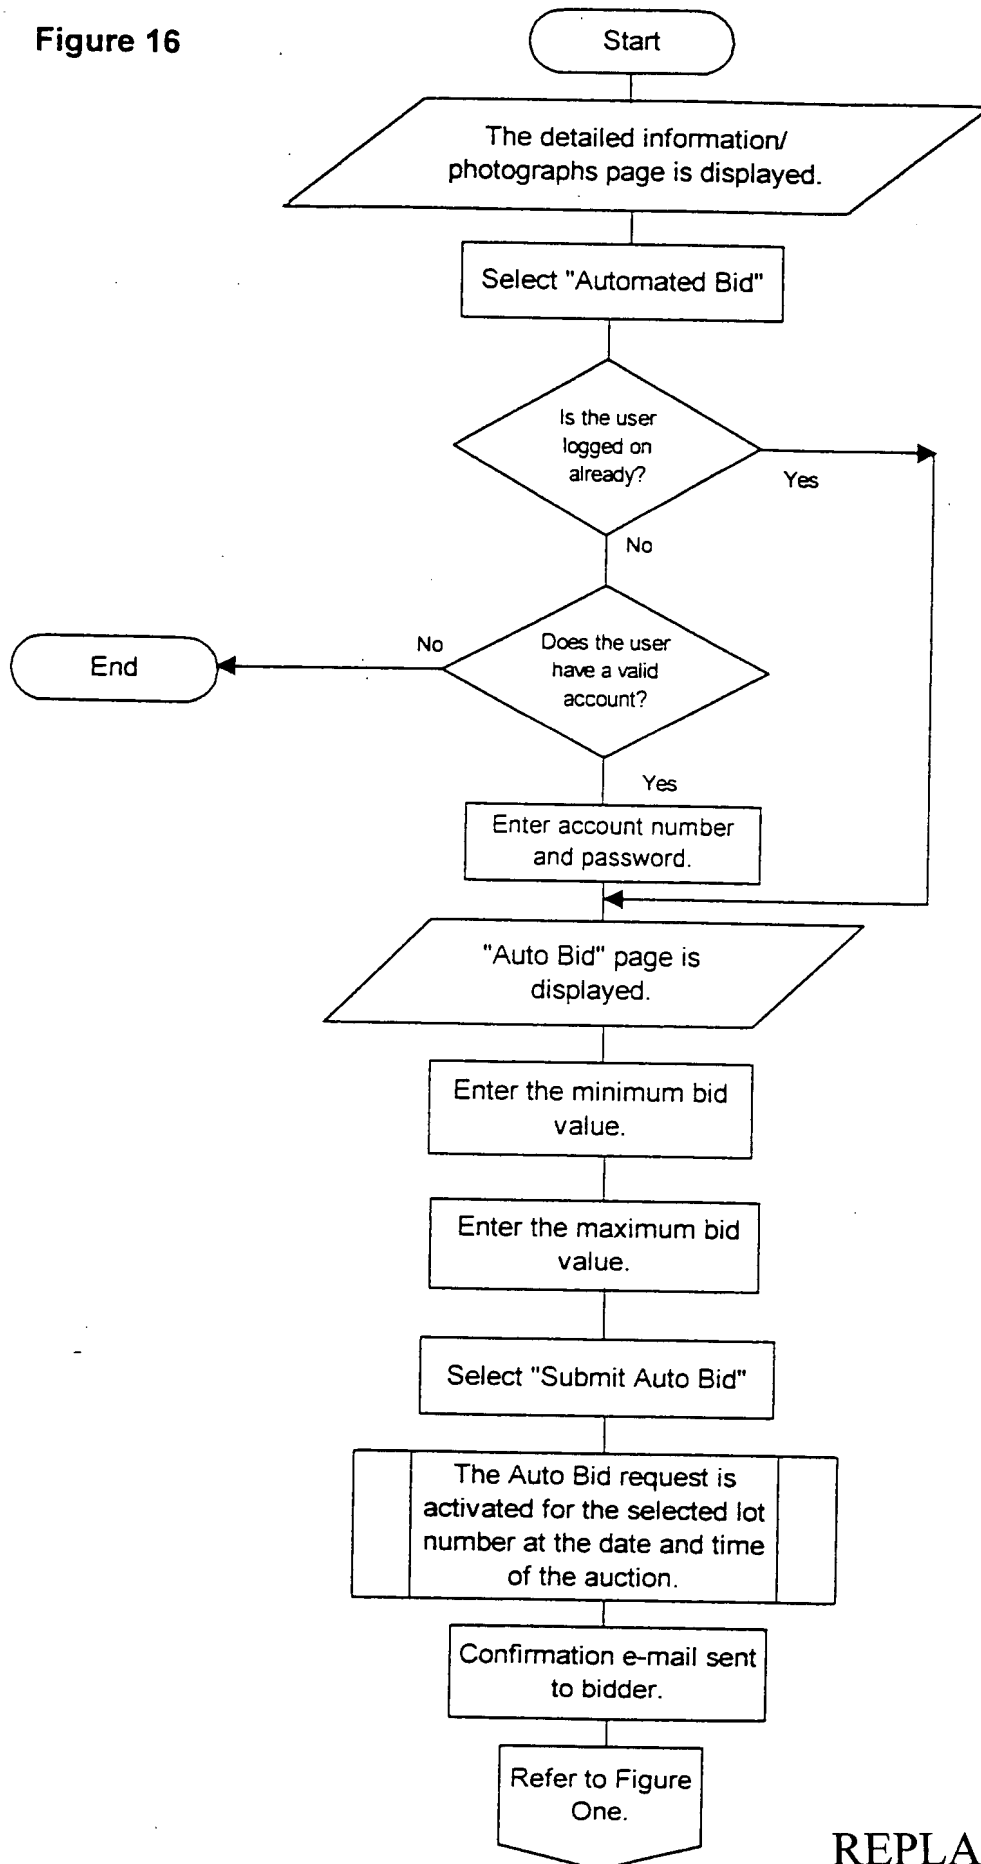 Figure 16
Start
The detailed information/
photographs page is displayed.
Select "Automated Bid"
Is the user
logged on
already?
Yes
No
Does the user
have a valid
account?
No
End
Yes
Enter account number
and password.
"Auto Bid" page is
displayed.
Enter the minimum bid
value.
Enter the maximum bid
value.
Select "Submit Auto Bid"
The Auto Bid request is
activated for the selected lot
number at the date and time
of the auction.
Confirmation e-mail sent
to bidder.
Refer to Figure
One.
REPLA